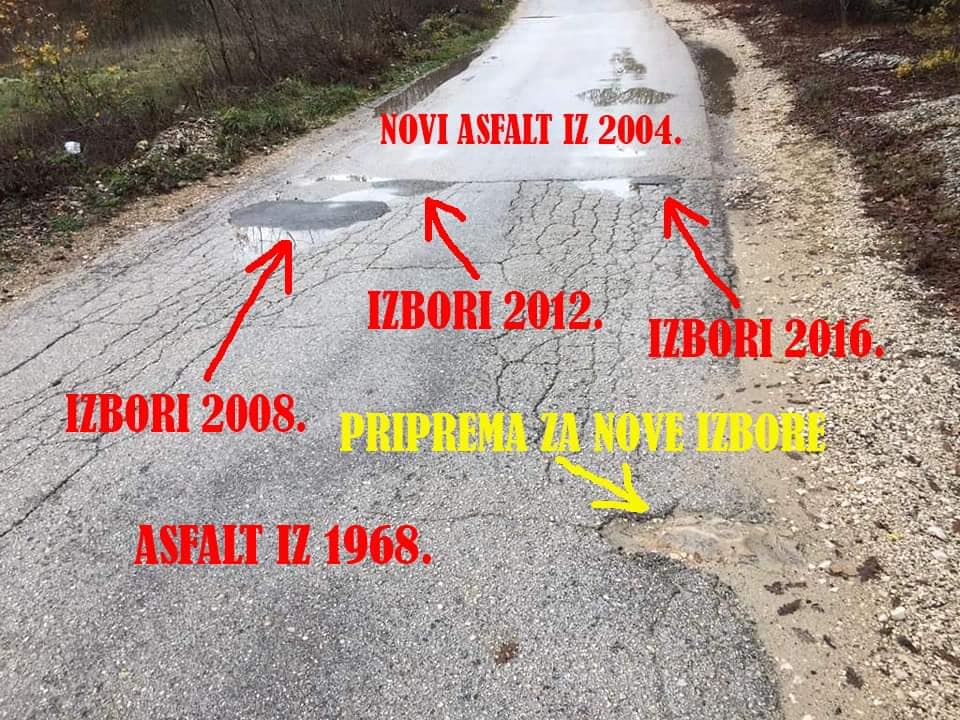 NOVI ASFALT IZ 2004.
IZBORI 2012.
IZBORI 2016.
IZBORI 2008.
PRIPREMA ZA NOVE IZBORE
ASFALT IZ 1968.